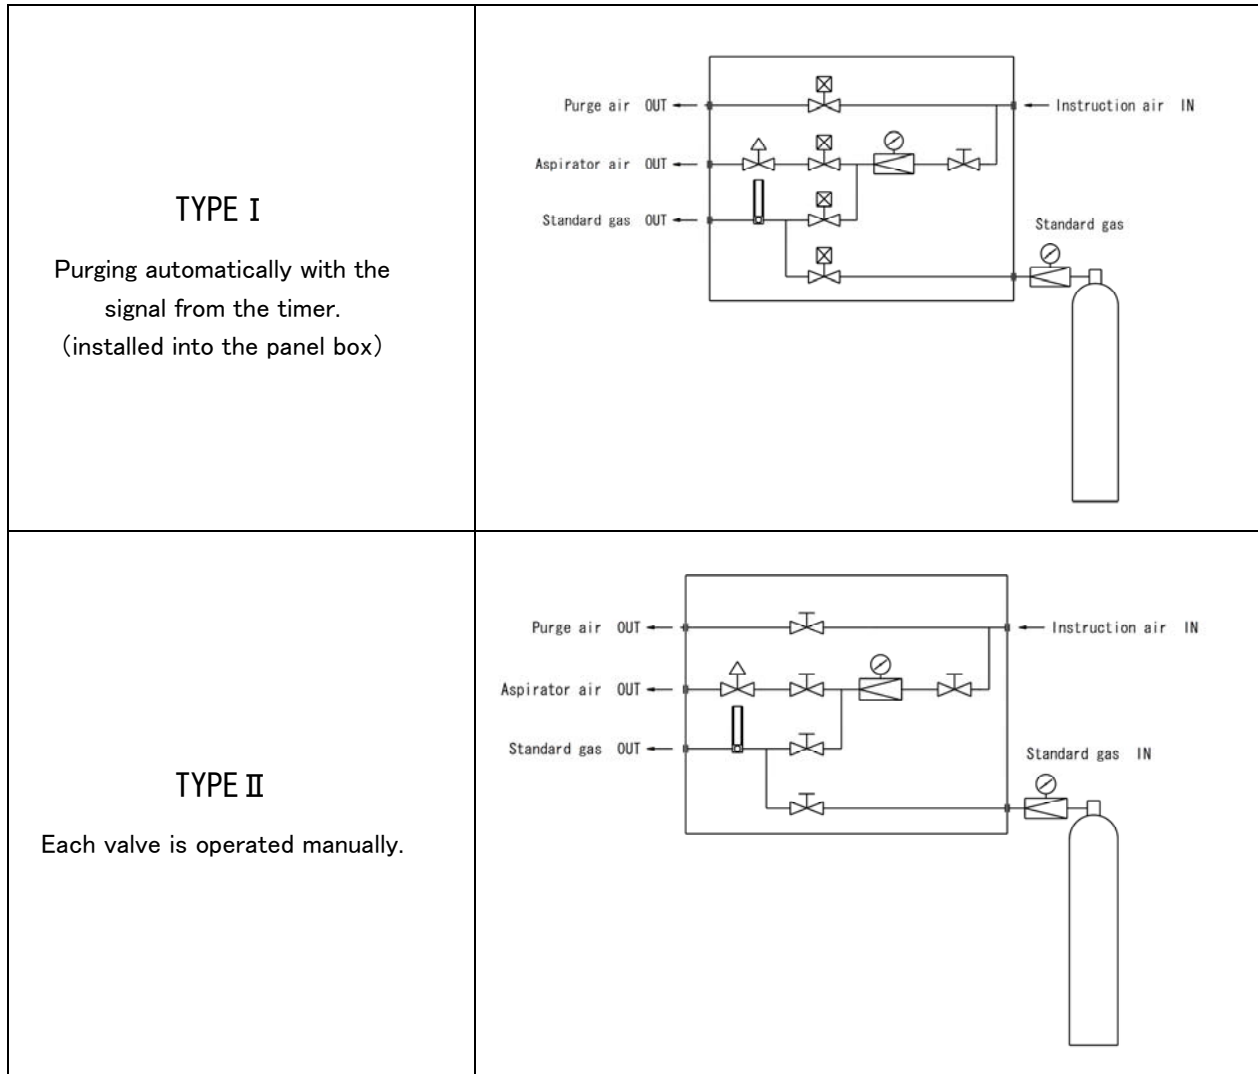 TYPE Ⅰ
Purging automatically with the
signal from the timer.
（installed into the panel box）
Purge air OUT
Instruction air IN
Aspirator air OUT
Standard gas OUT
Standard gas
TYPE Ⅱ
Each valve is operated manually.
Purge air OUT
Instruction air IN
Aspirator air OUT
Standard gas OUT
Standard gas IN